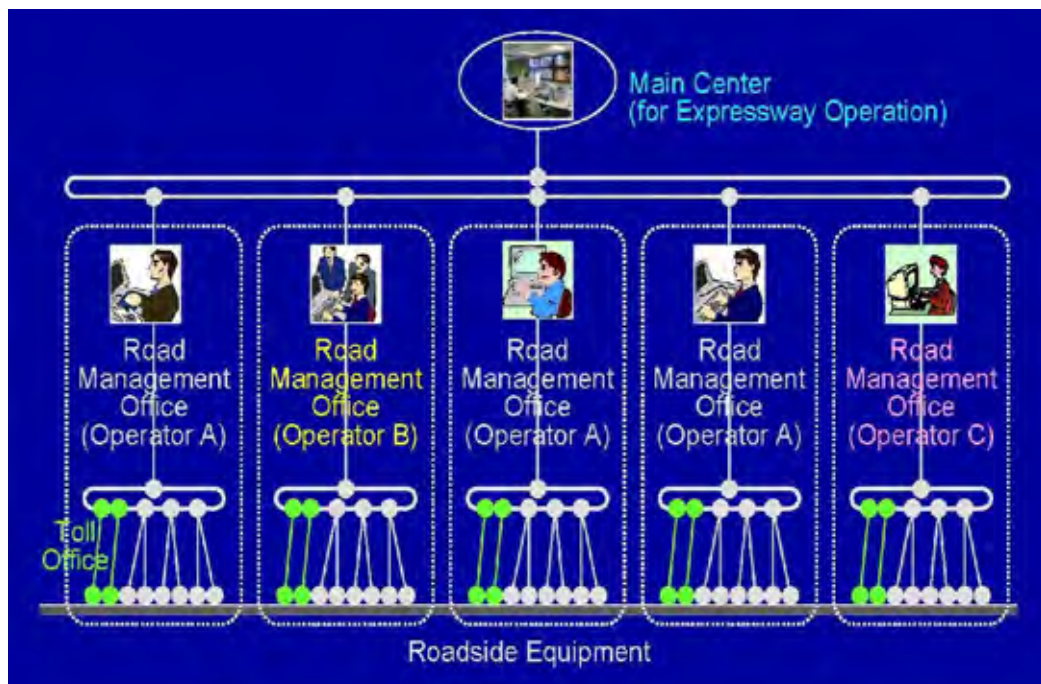 Main Center
(for Expressway Operation)
Road
Management
Office
(Operator A)
Road
Management
Office
(Operator B)
Road
Management
Office
(Operator A)
Road
Management
Office
(Operator A)
Road
Management
Office
(Operator C)
Toll
Office
Roadside Equipment